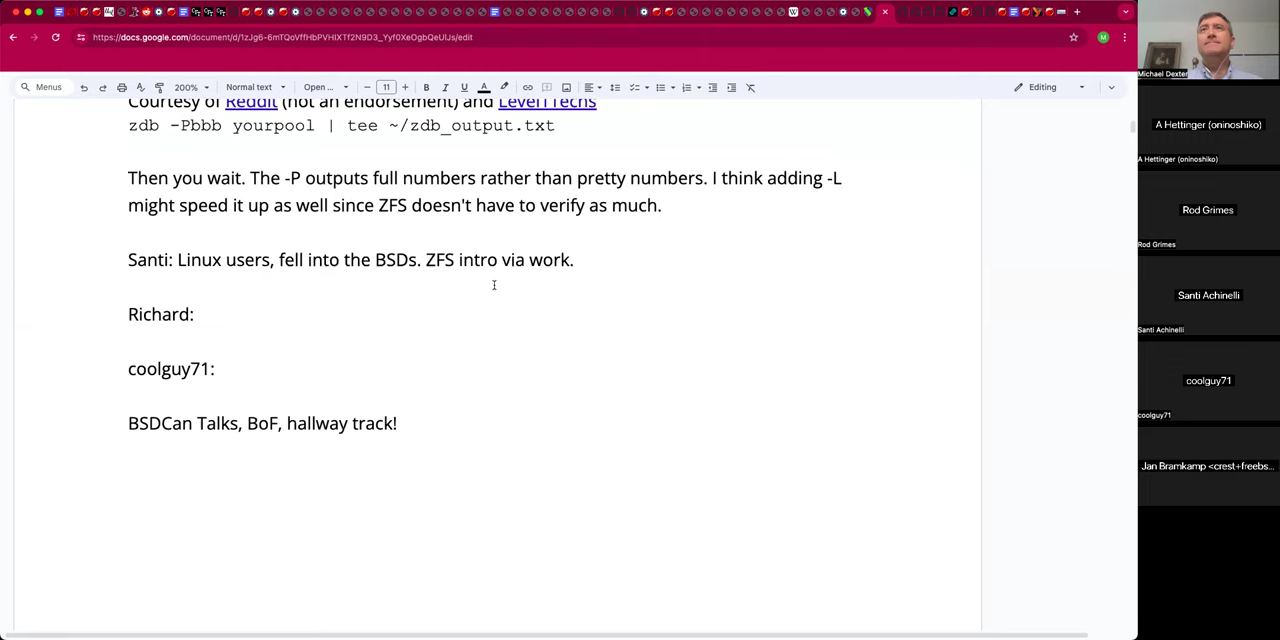 https://docs.google.com/document/d/1zJg6-6mTQoVffHbPVHIXTf2N9D3_Yyf0XeOgbQeUIJs/edit
M
Menus
200%
Normal text
Open ...
11
B
I
U
A
Editing
Courtesy of Reddit (not an endorsement) and Level1Techs
zdb -Pbbb yourpool | tee ~/zdb_output.txt
Then you wait. The -P outputs full numbers rather than pretty numbers. I think adding -L
might speed it up as well since ZFS doesn't have to verify as much.
Santi: Linux users, fell into the BSDs. ZFS intro via work.
Richard:
coolguy71:
BSDCan Talks, BoF, hallway track!
Michael Dexter
A Hettinger (oninoshiko)
A Hettinger (oninoshiko)
Rod Grimes
Rod Grimes
Santi Achinelli
Santi Achinelli
coolguy71
coolguy71
Jan Bramkamp <crest+freebs...